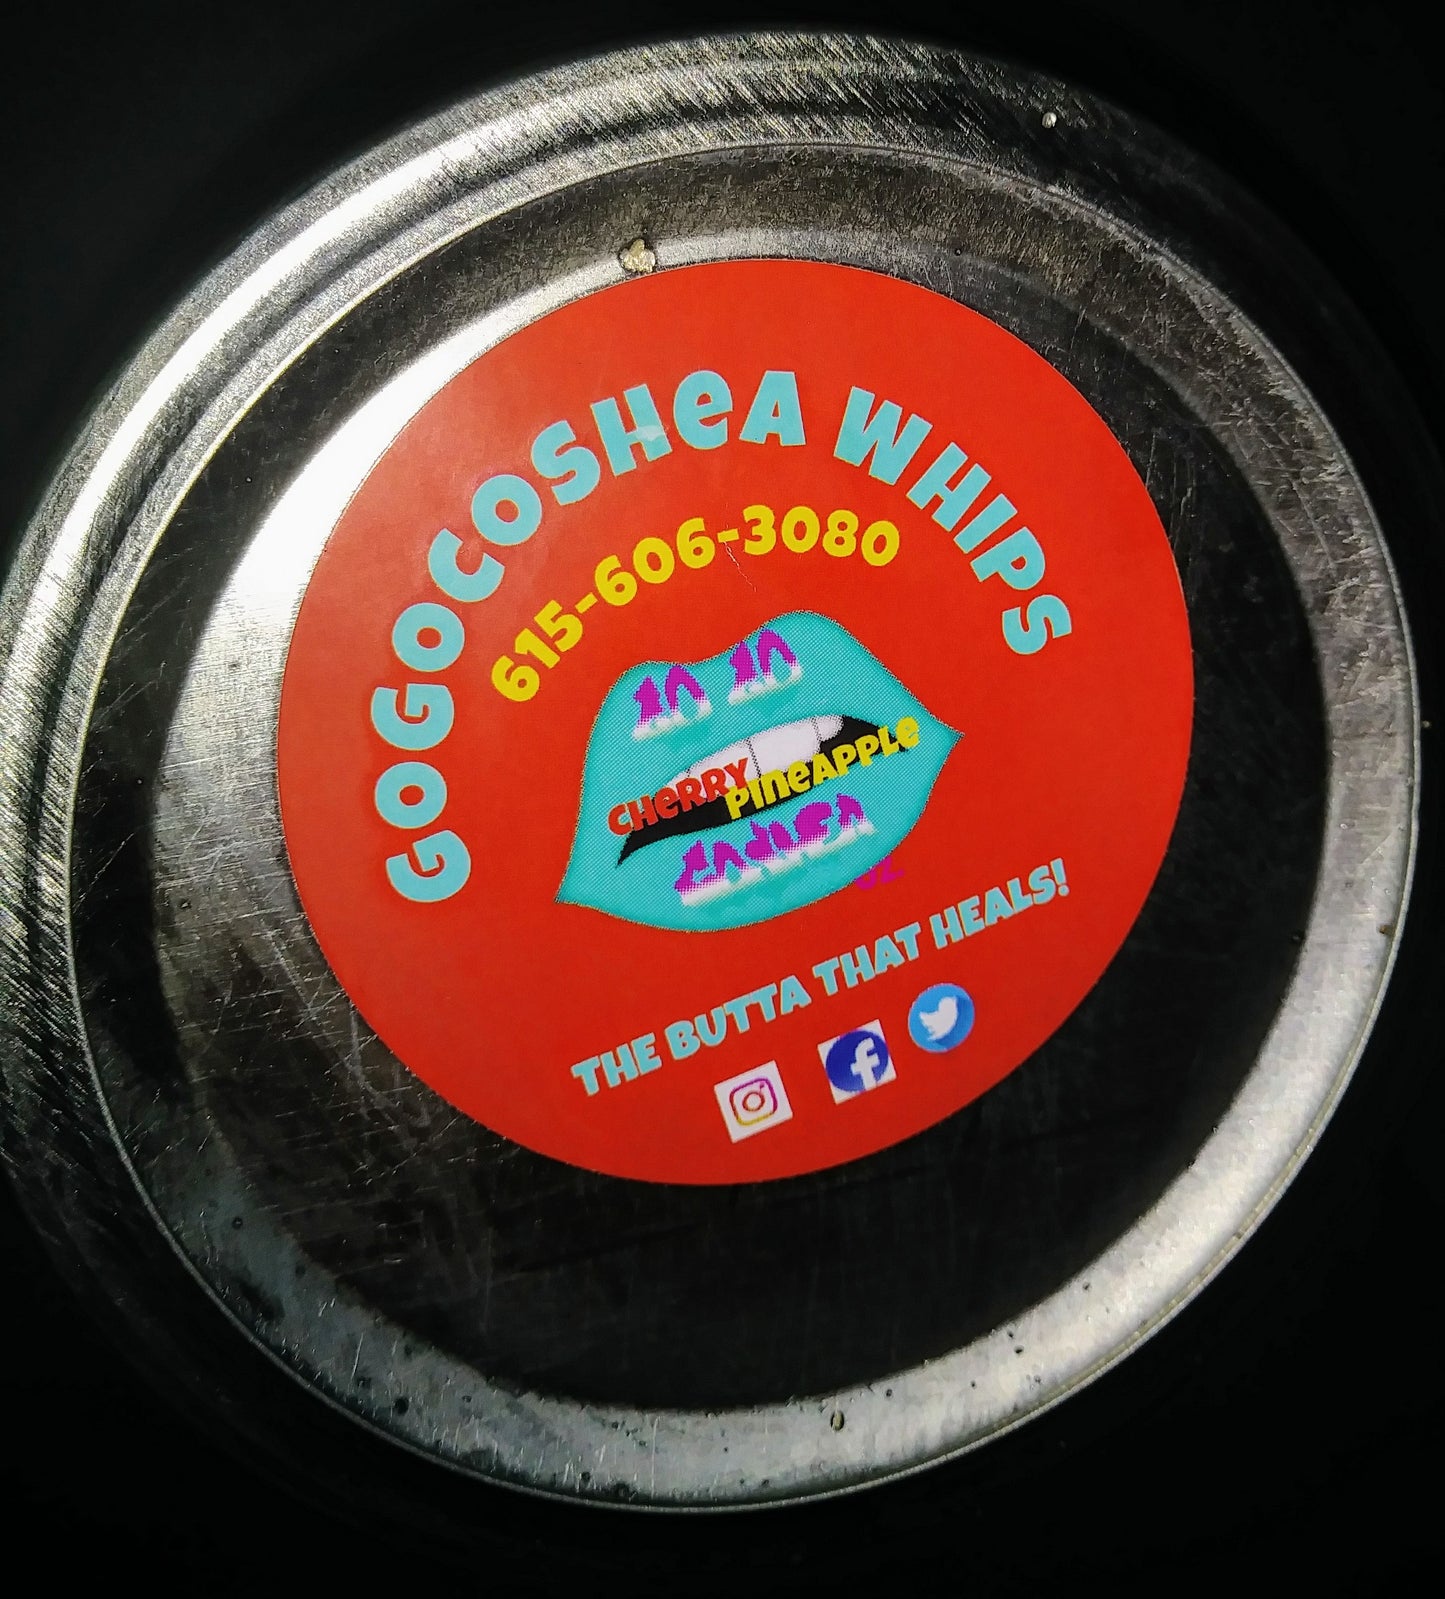 GOGOCOSHEA WHIPS
615-606-3080
CHERRY
PINEAPPLE
THE BUTTA THAT HEALS!